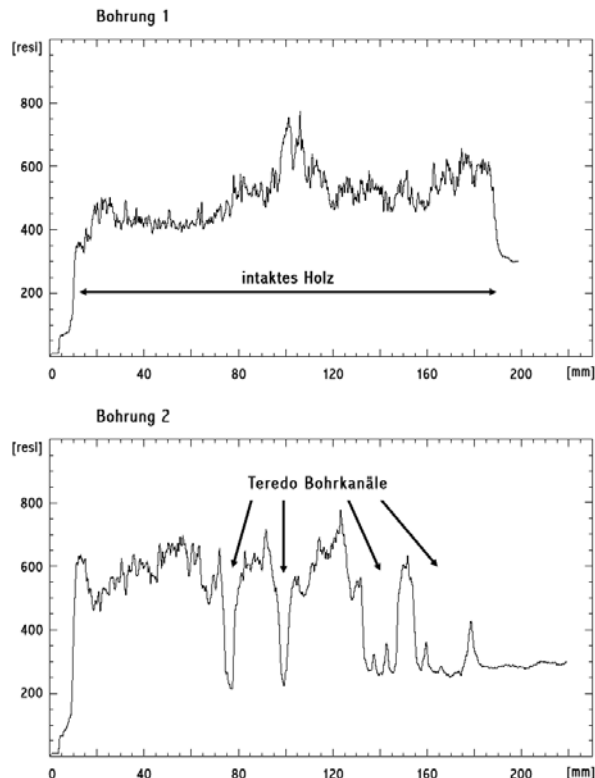 Bohrung 1
[resi]
800
600
400
200
intaktes Holz
0 40 80 120 160 200 [mm]
Bohrung 2
[resi]
800
600
400
200
Teredo Bohrkanäle
0 40 80 120 160 200 [mm]